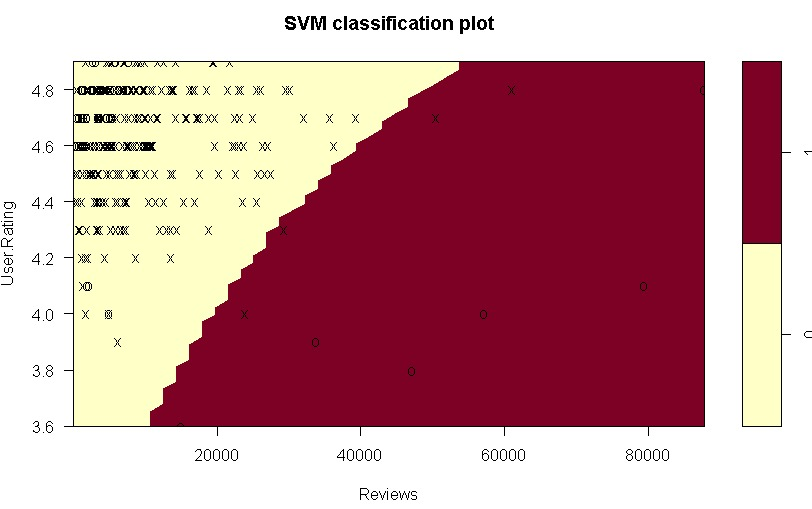 SVM classification plot
User.Rating
4.8
4.6
4.4
4.2
4.0
3.8
3.6
20000 40000 60000 80000
Reviews
1
0